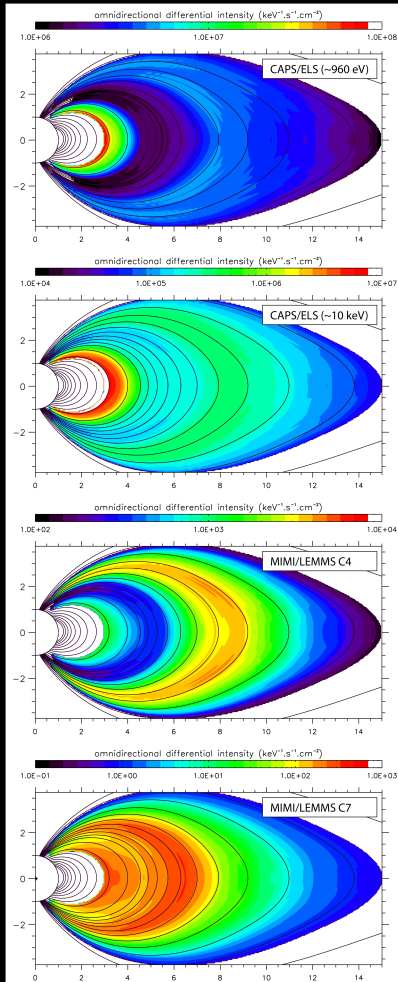 omnidirectional differential intensity (keV⁻¹.s⁻¹.cm⁻²)
1.0E+06 1.0E+07 1.0E+08
CAPS/ELS (~960 eV)
2
0
−2
0 2 4 6 8 10 12 14
omnidirectional differential intensity (keV⁻¹.s⁻¹.cm⁻²)
1.0E+04 1.0E+05 1.0E+06 1.0E+07
CAPS/ELS (~10 keV)
2
0
−2
0 2 4 6 8 10 12 14
omnidirectional differential intensity (keV⁻¹.s⁻¹.cm⁻²)
1.0E+02 1.0E+03 1.0E+04
MIMI/LEMMS C4
2
0
−2
0 2 4 6 8 10 12 14
omnidirectional differential intensity (keV⁻¹.s⁻¹.cm⁻²)
1.0E−01 1.0E+00 1.0E+01 1.0E+02 1.0E+03
MIMI/LEMMS C7
2
0
−2
0 2 4 6 8 10 12 14